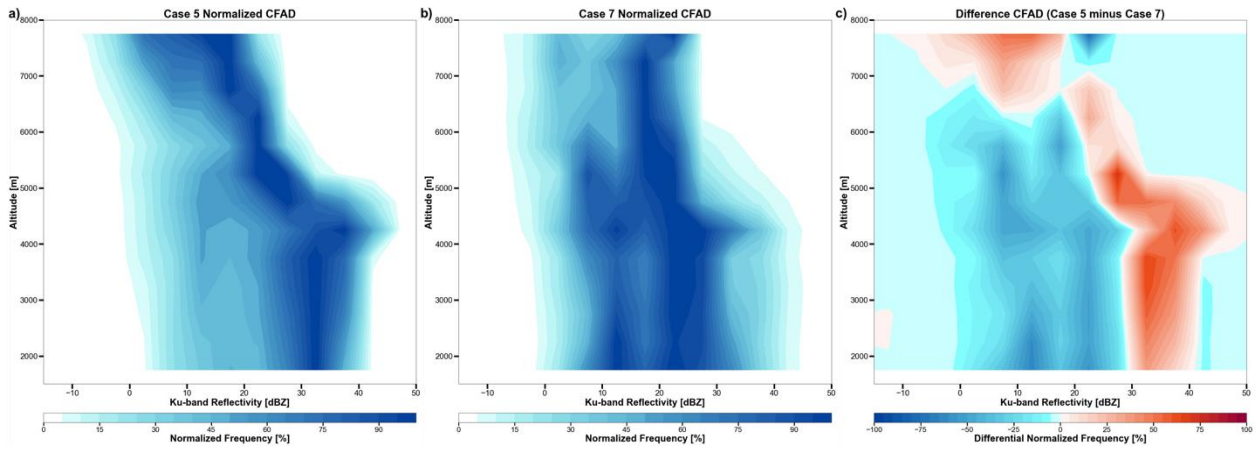 a)
Case 5 Normalized CFAD
8000
7000
6000
5000
4000
3000
2000
Altitude [m]
−10 0 10 20 30 40 50
Ku-band Reflectivity [dBZ]
0 15 30 45 60 75 90
Normalized Frequency [%]
b)
Case 7 Normalized CFAD
8000
7000
6000
5000
4000
3000
2000
Altitude [m]
−10 0 10 20 30 40 50
Ku-band Reflectivity [dBZ]
0 15 30 45 60 75 90
Normalized Frequency [%]
c)
Difference CFAD (Case 5 minus Case 7)
8000
7000
6000
5000
4000
3000
2000
Altitude [m]
−10 0 10 20 30 40 50
Ku-band Reflectivity [dBZ]
−100 −75 −50 −25 0 25 50 75 100
Differential Normalized Frequency [%]